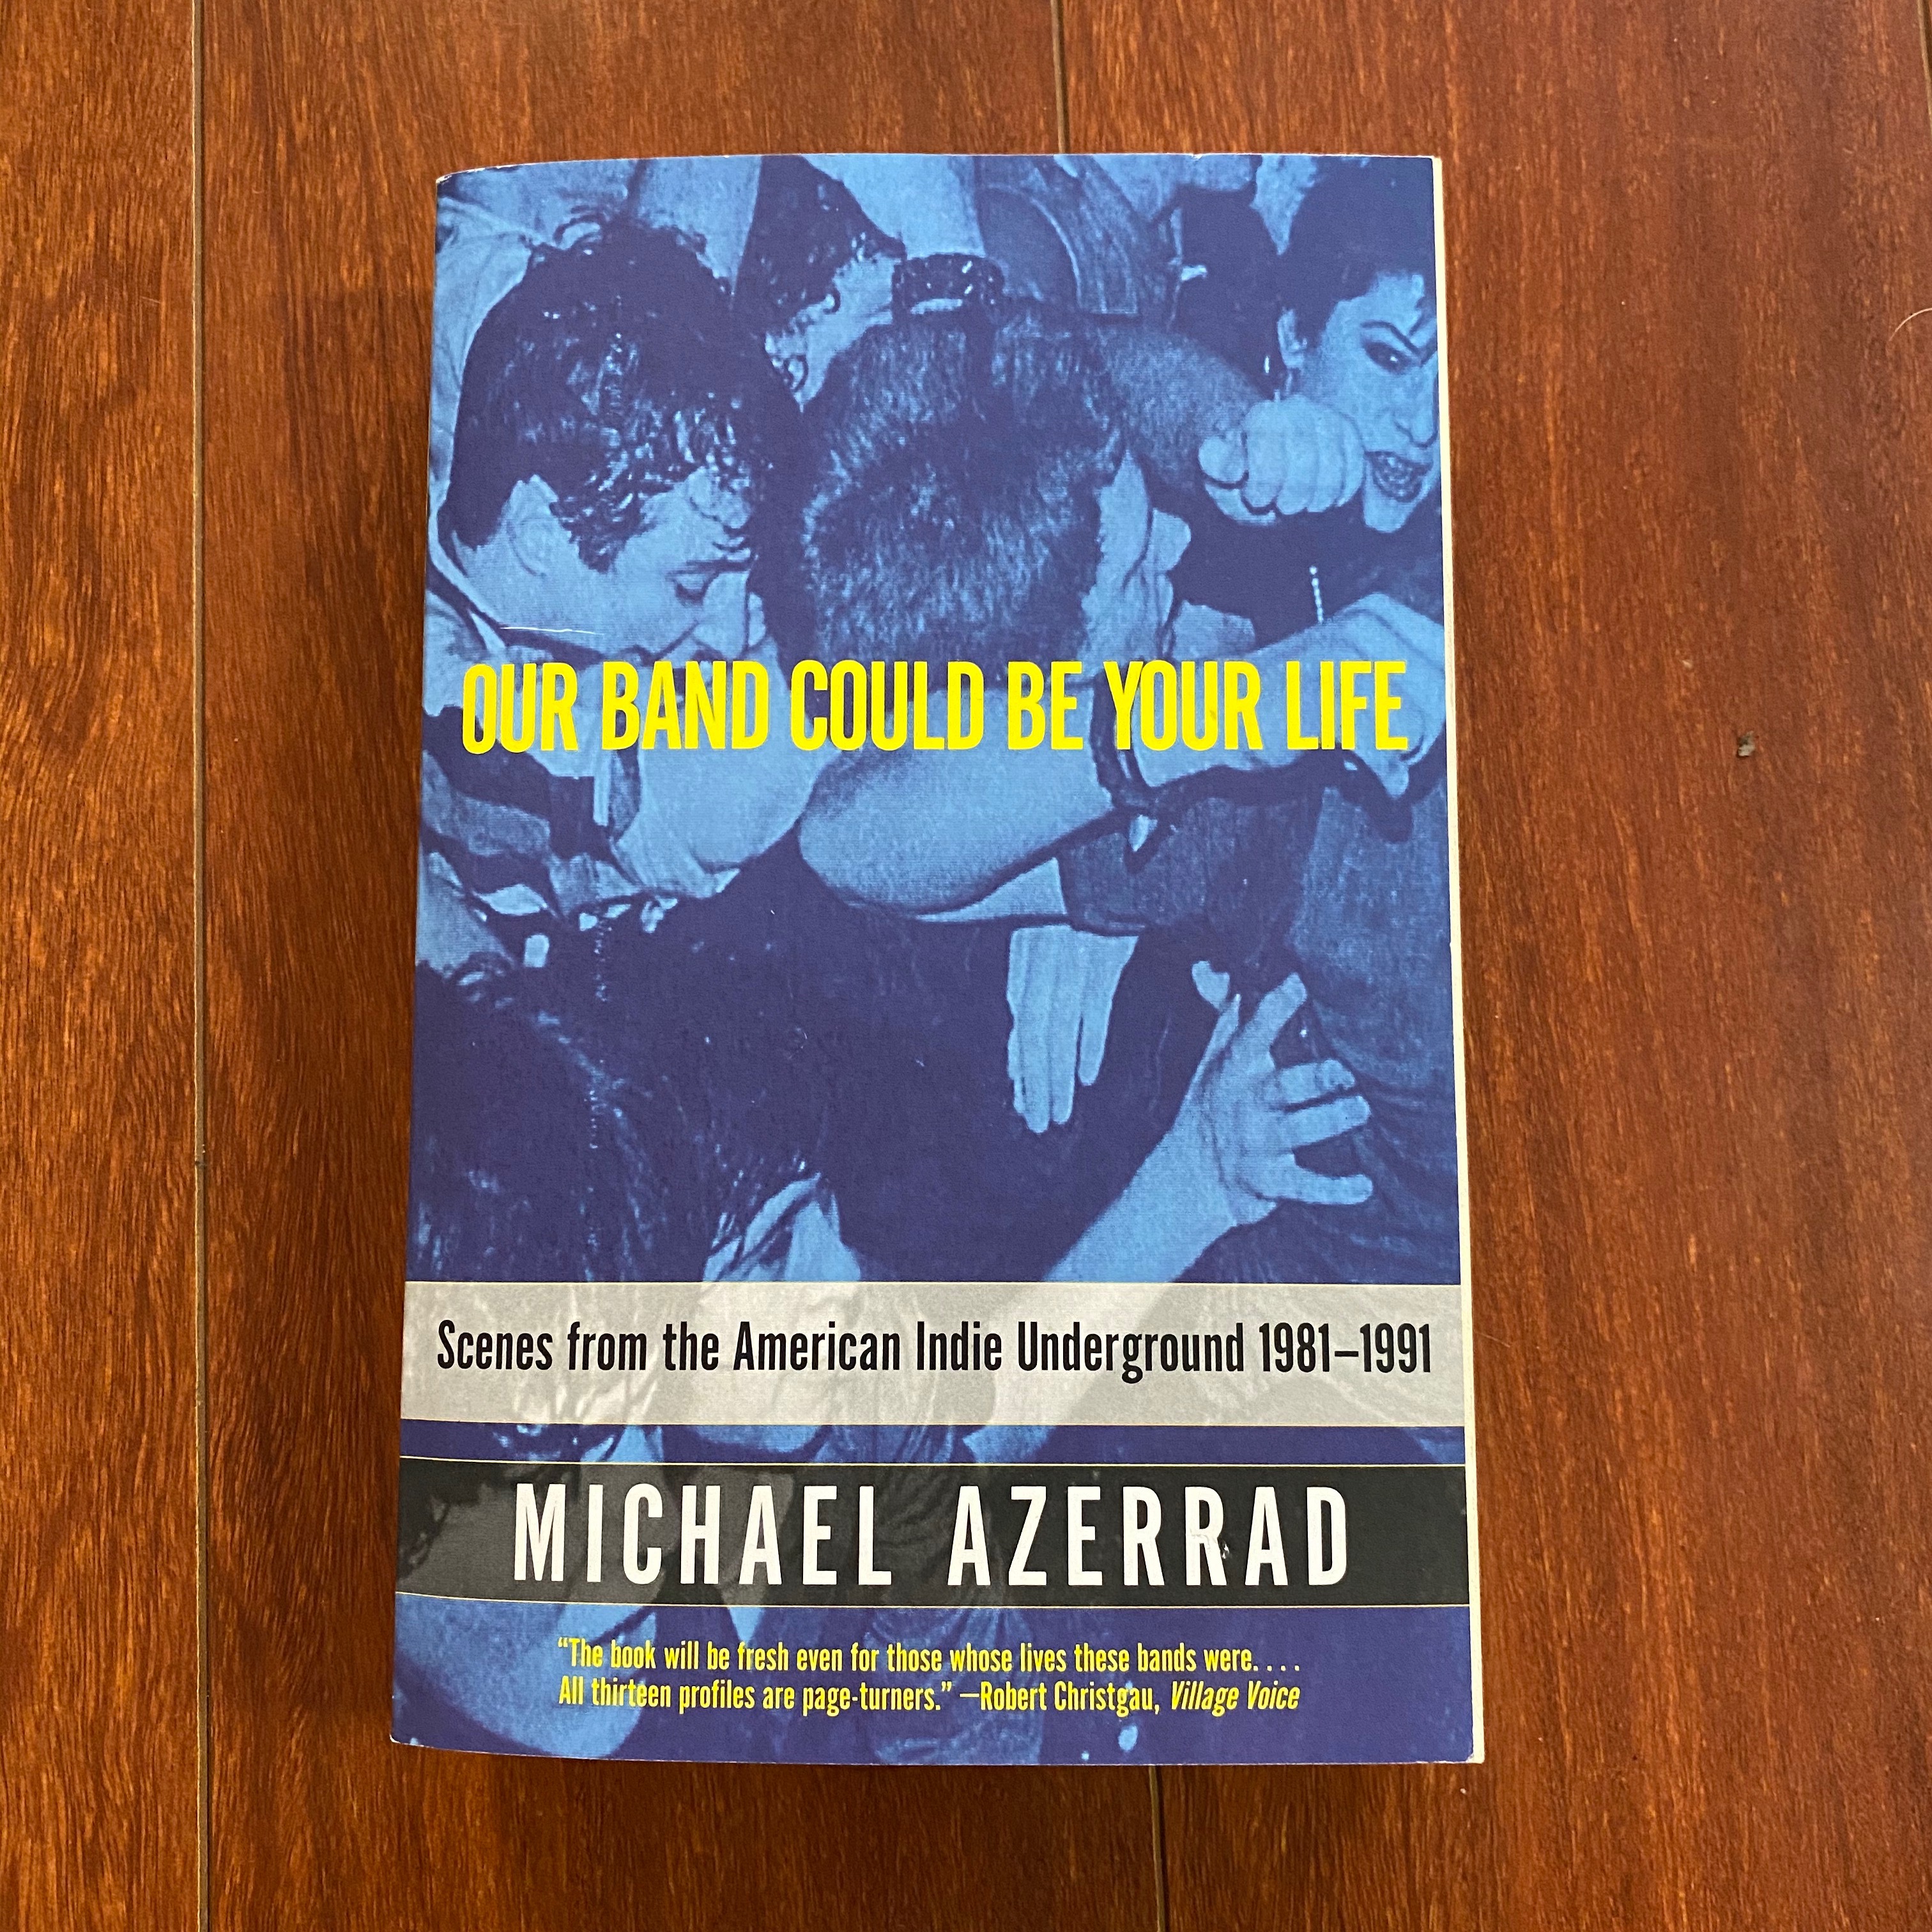 OUR BAND COULD BE YOUR LIFE
Scenes from the American Indie Underground 1981–1991
MICHAEL AZERRAD
“The book will be fresh even for those whose lives these bands were. . . .
All thirteen profiles are page-turners.” —Robert Christgau, Village Voice